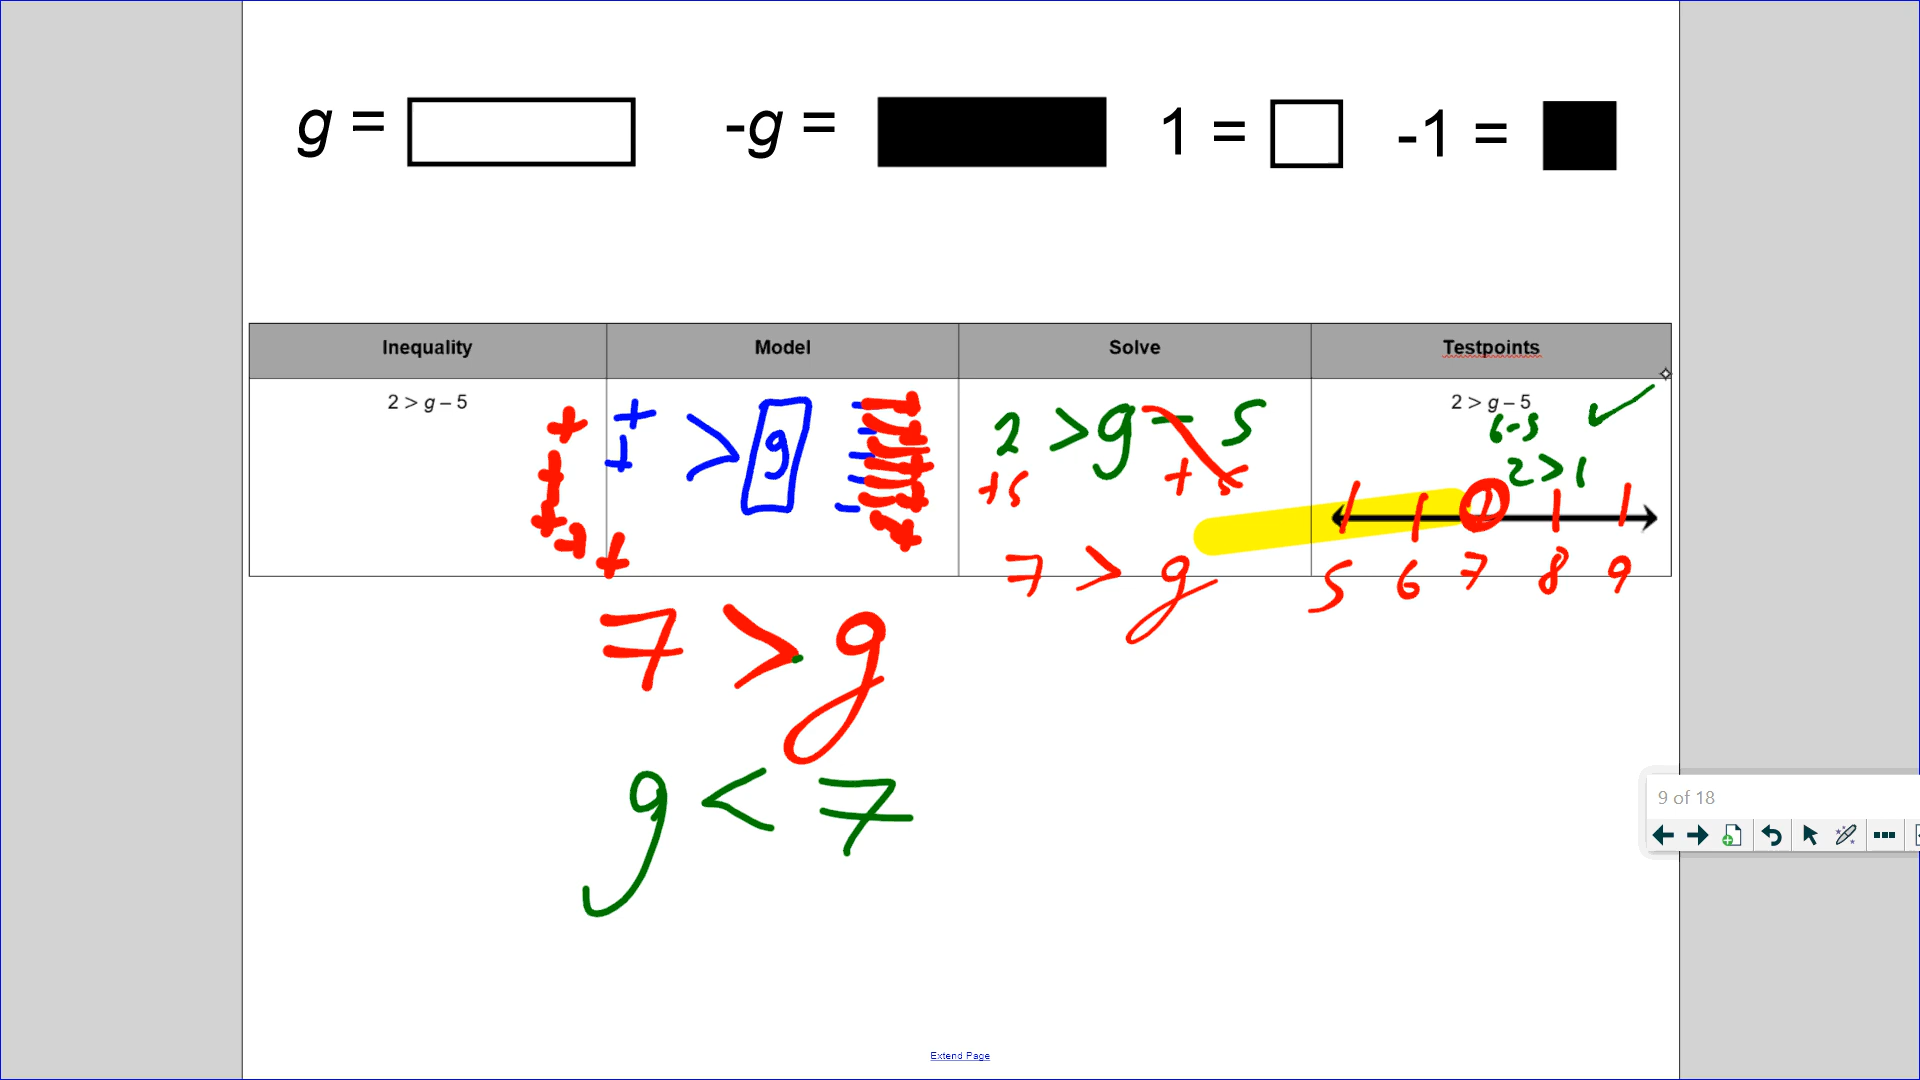 g = -g = 1 = -1 =
Inequality Model Solve Testpoints
2 > g – 5
+ + + + +
+ + > g
- - - - -
+ + + + +
2 > g - 5
+5 + 5
7 > g
2 > g – 5 ✓
6-5
2 > 1
5 6 7 8 9
7 > g
g < 7
9 of 18
Extend Page